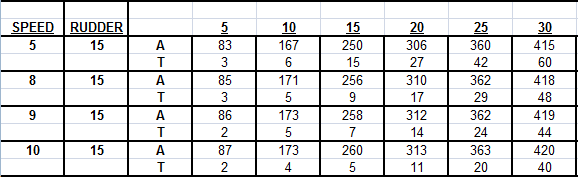 SPEED RUDDER 5 10 15 20 25 30
5 15 A 83 167 250 306 360 415
T 3 6 15 27 42 60
8 15 A 85 171 256 310 362 418
T 3 5 9 17 29 48
9 15 A 86 173 258 312 362 419
T 2 5 7 14 24 44
10 15 A 87 173 260 313 363 420
T 2 4 5 11 20 40